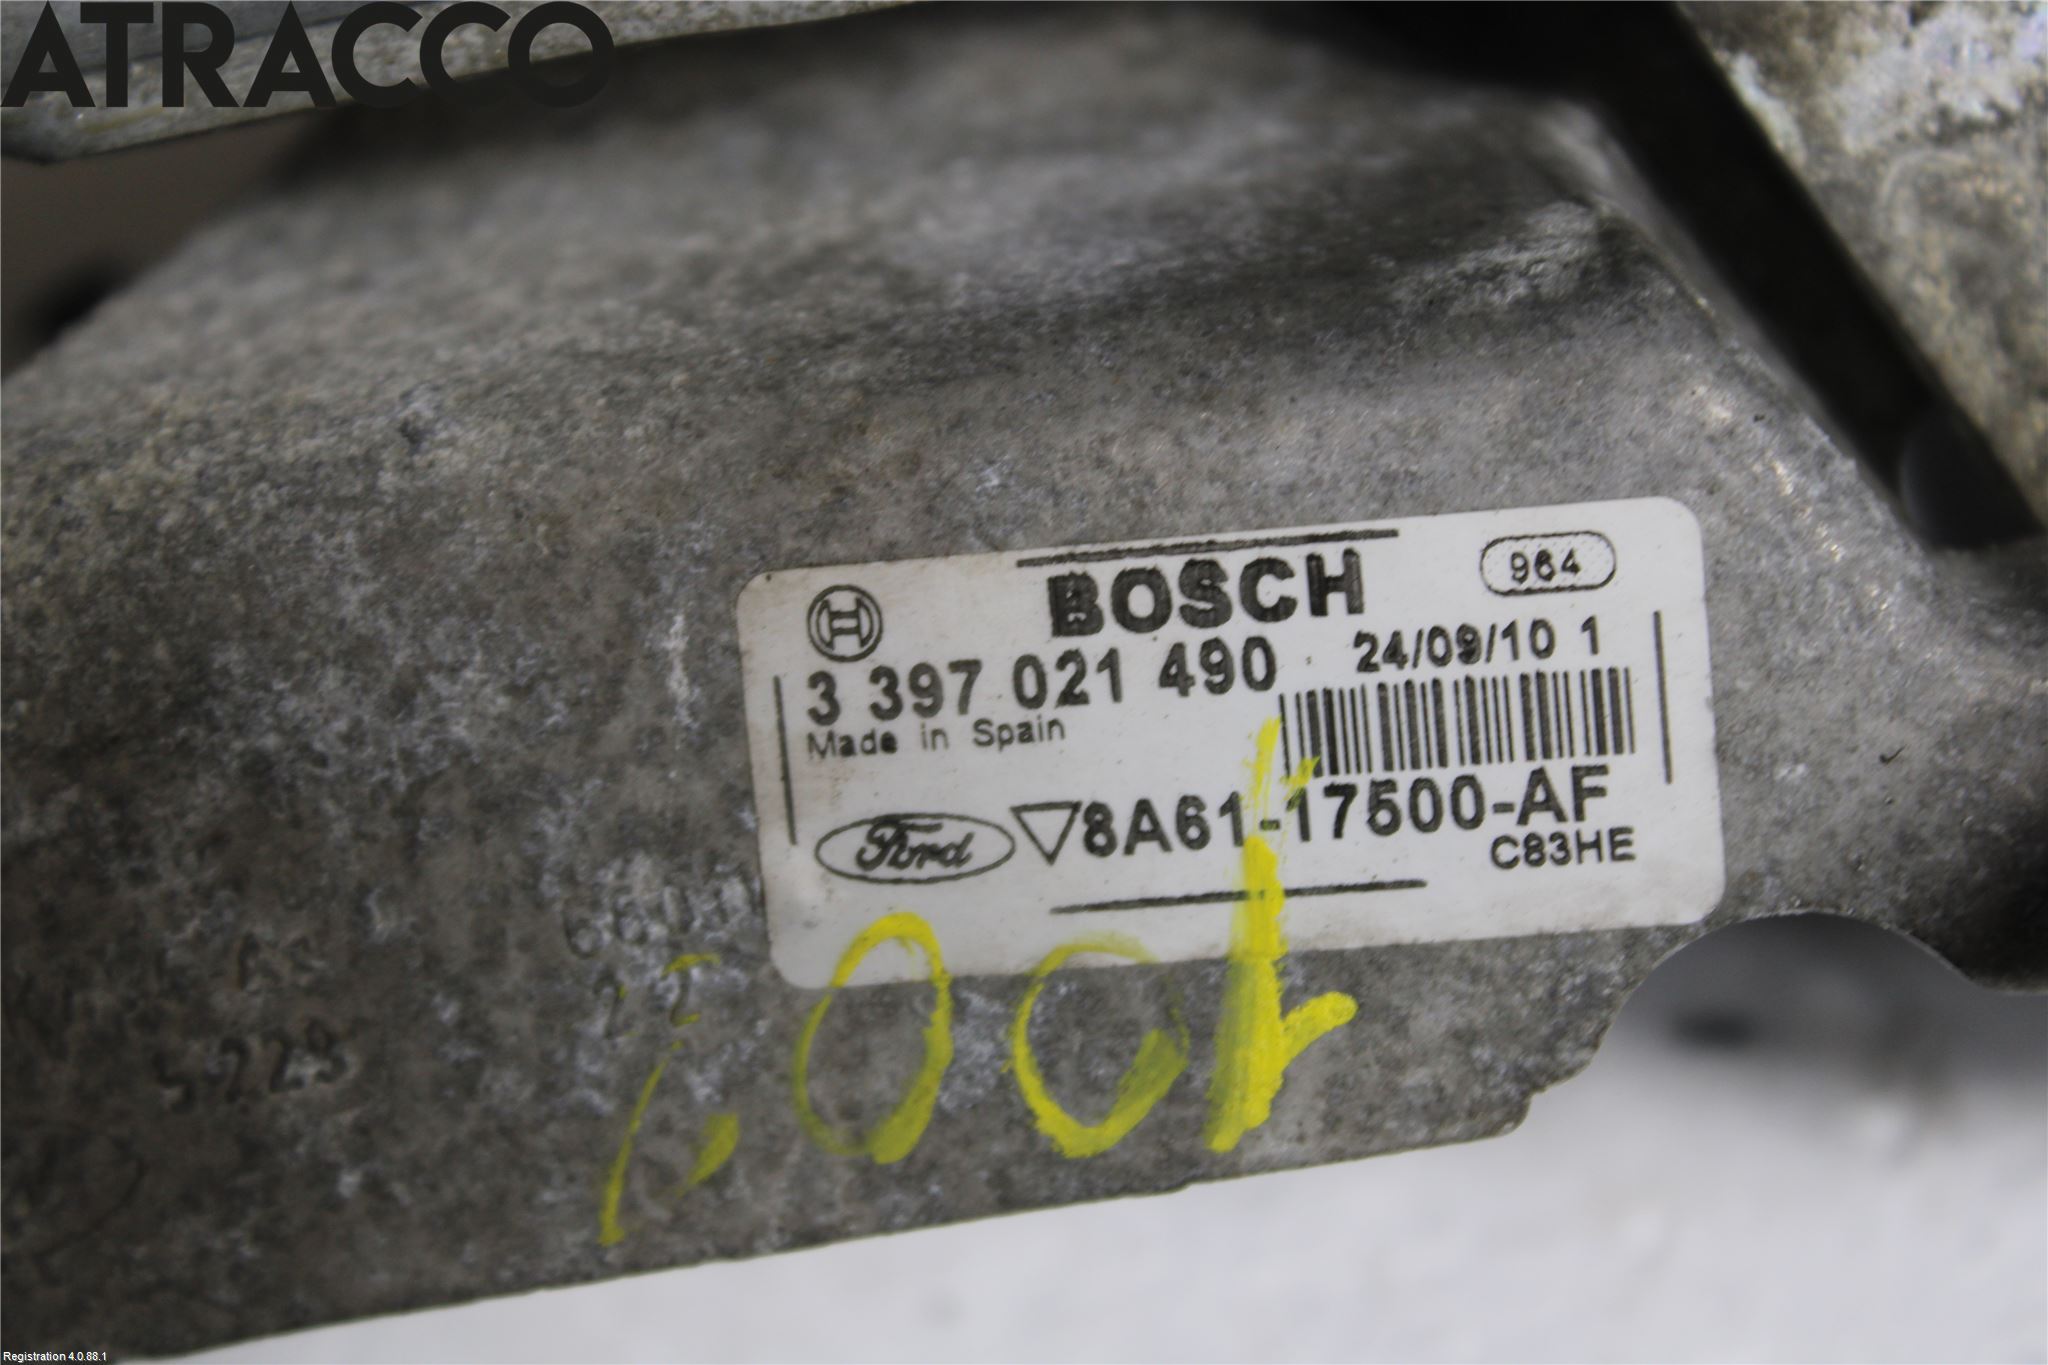 ATRACCO
BOSCH
964
3 397 021 490
24/09/10 1
Made in Spain
Ford
8A61-17500-AF
C83HE
Registration 4.0.88.1